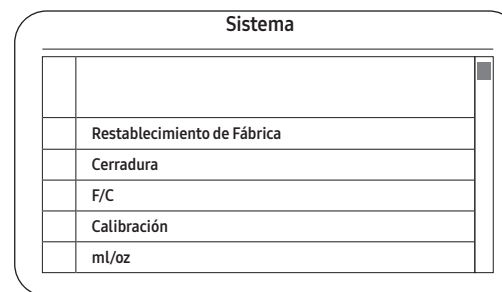 Sistema
Restablecimiento de Fábrica
Cerradura
F/C
Calibración
ml/oz